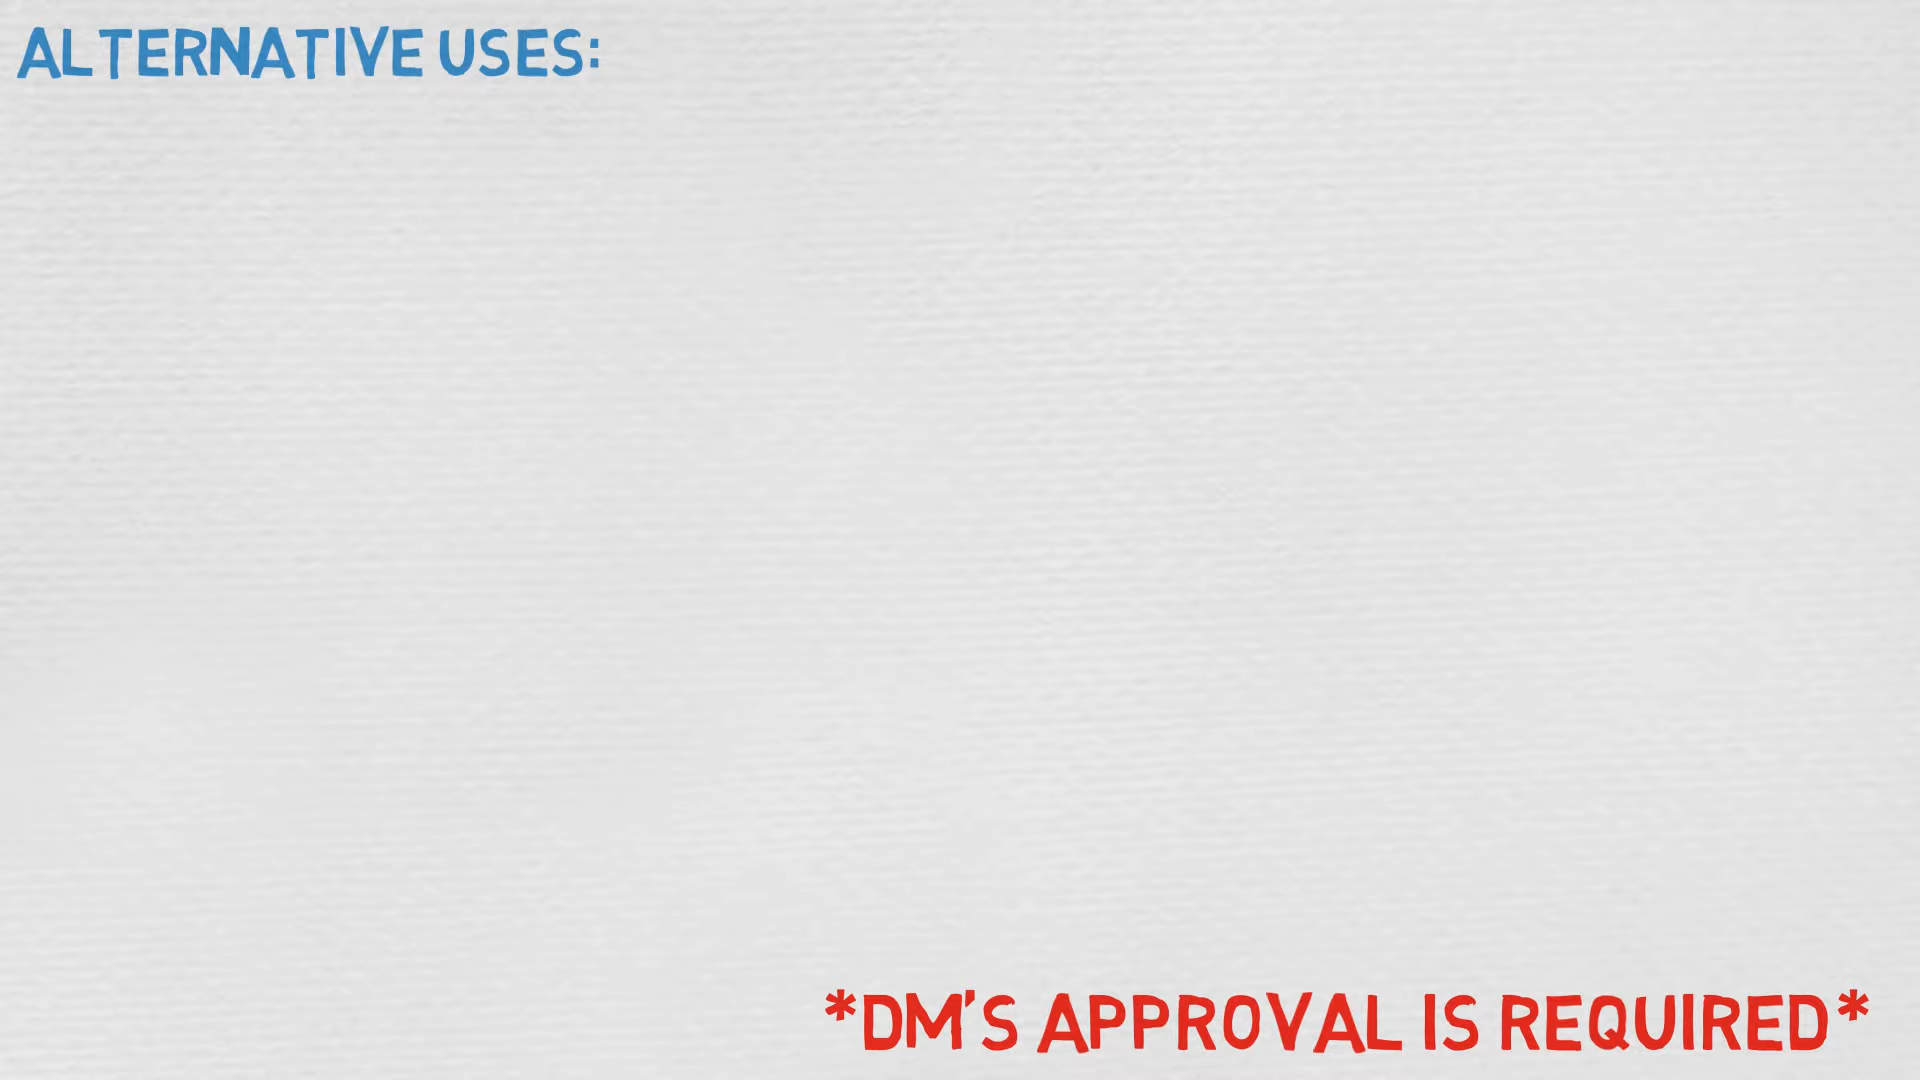 ALTERNATIVE USES:
*DM'S APPROVAL IS REQUIRED*